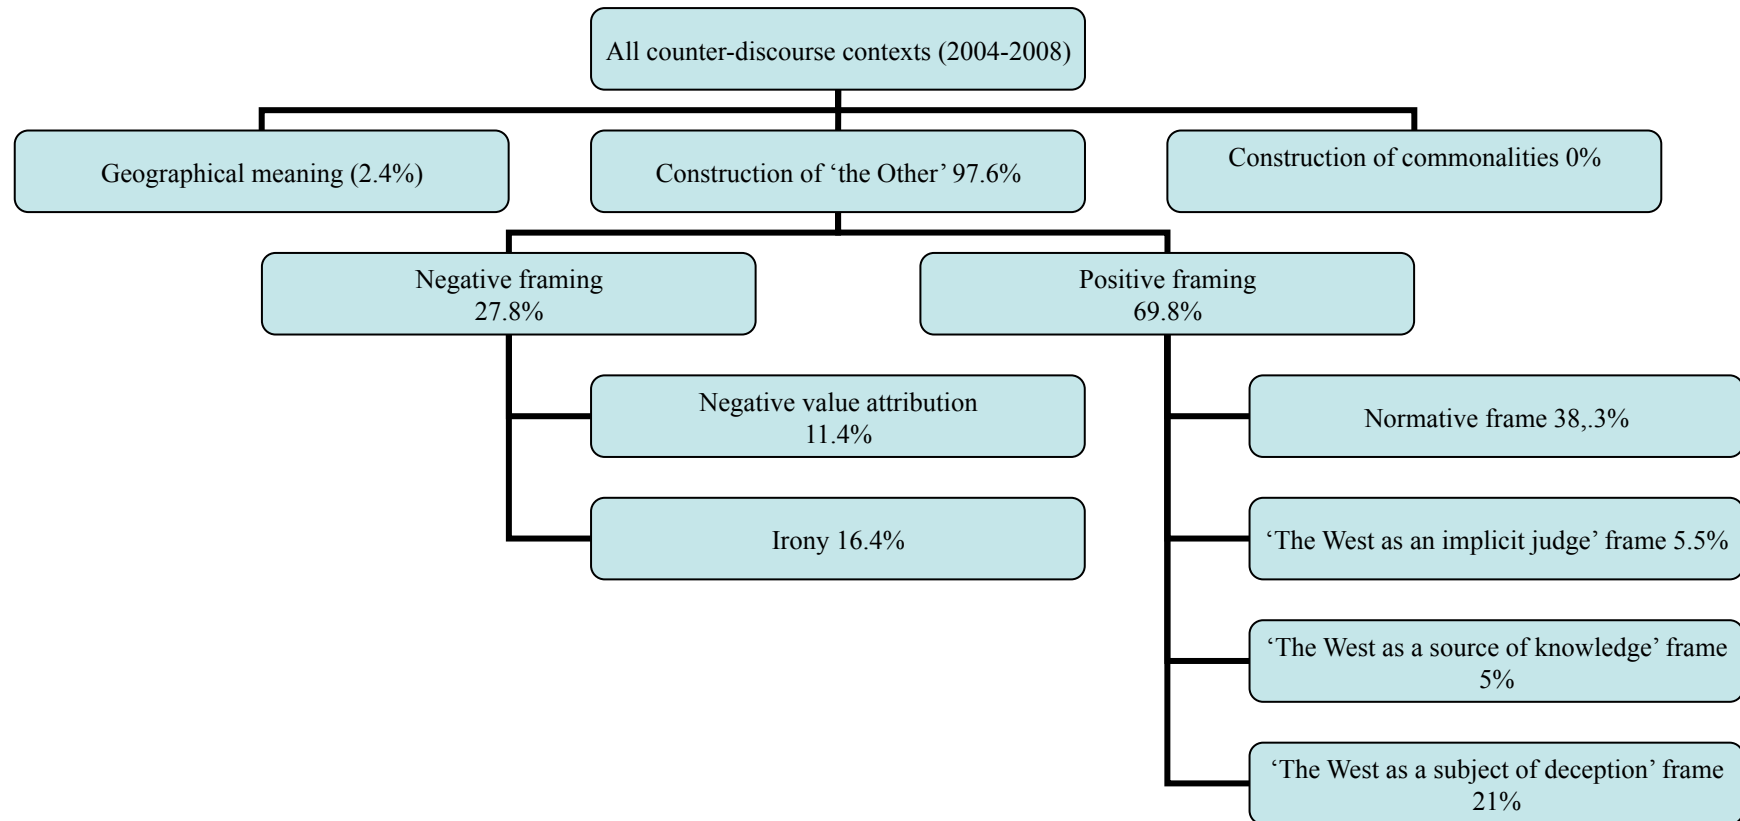 All counter-discourse contexts (2004-2008)
Geographical meaning (2.4%)
Construction of ‘the Other’ 97.6%
Construction of commonalities 0%
Negative framing
27.8%
Positive framing
69.8%
Negative value attribution
11.4%
Normative frame 38,.3%
Irony 16.4%
‘The West as an implicit judge’ frame 5.5%
‘The West as a source of knowledge’ frame
5%
‘The West as a subject of deception’ frame
21%